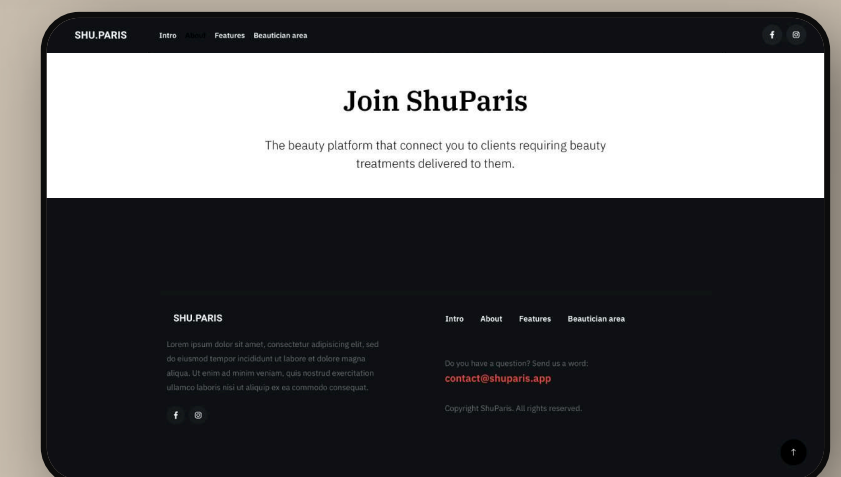 SHU.PARIS Intro About Features Beautician area
Join ShuParis
The beauty platform that connect you to clients requiring beauty
treatments delivered to them.
SHU.PARIS
Lorem ipsum dolor sit amet, consectetur adipisicing elit, sed
do eiusmod tempor incididunt ut labore et dolore magna
aliqua. Ut enim ad minim veniam, quis nostrud exercitation
ullamco laboris nisi ut aliquip ex ea commodo consequat.
Intro About Features Beautician area
Do you have a question? Send us a word:
contact@shuparis.app
Copyright ShuParis. All rights reserved.